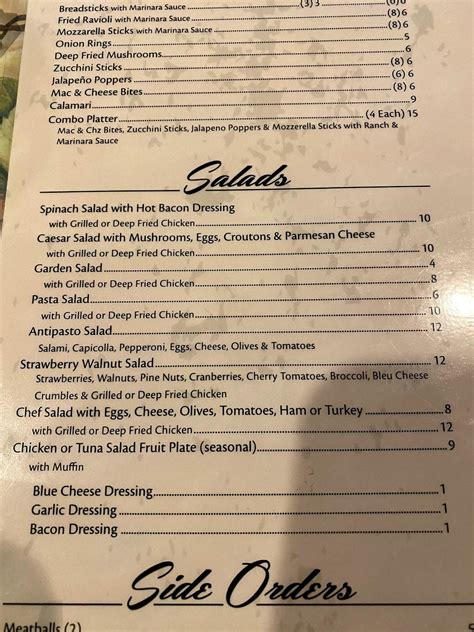 Breadsticks with Marinara Sauce (3) 3 (6) 6
Fried Ravioli with Marinara Sauce (8) 6
Mozzarella Sticks with Marinara Sauce (6) 6
Onion Rings 5
Deep Fried Mushrooms 6
Zucchini Sticks (8) 6
Jalapeño Poppers (6) 6
Mac & Cheese Bites (8) 6
Calamari 9
Combo Platter (4 Each) 15
Mac & Chz Bites, Zucchini Sticks, Jalapeno Poppers & Mozzerella Sticks with Ranch &
Marinara Sauce
Salads
Spinach Salad with Hot Bacon Dressing
with Grilled or Deep Fried Chicken 10
Caesar Salad with Mushrooms, Eggs, Croutons & Parmesan Cheese
with Grilled or Deep Fried Chicken 10
Garden Salad 4
with Grilled or Deep Fried Chicken 8
Pasta Salad 6
with Grilled or Deep Fried Chicken 10
Antipasto Salad 12
Salami, Capicolla, Pepperoni, Eggs, Cheese, Olives & Tomatoes
Strawberry Walnut Salad 12
Strawberries, Walnuts, Pine Nuts, Cranberries, Cherry Tomatoes, Broccoli, Bleu Cheese
Crumbles & Grilled or Deep Fried Chicken
Chef Salad with Eggs, Cheese, Olives, Tomatoes, Ham or Turkey 8
with Grilled or Deep Fried Chicken 12
Chicken or Tuna Salad Fruit Plate (seasonal) 9
with Muffin
Blue Cheese Dressing 1
Garlic Dressing 1
Bacon Dressing 1
Side Orders
Meatballs (2)